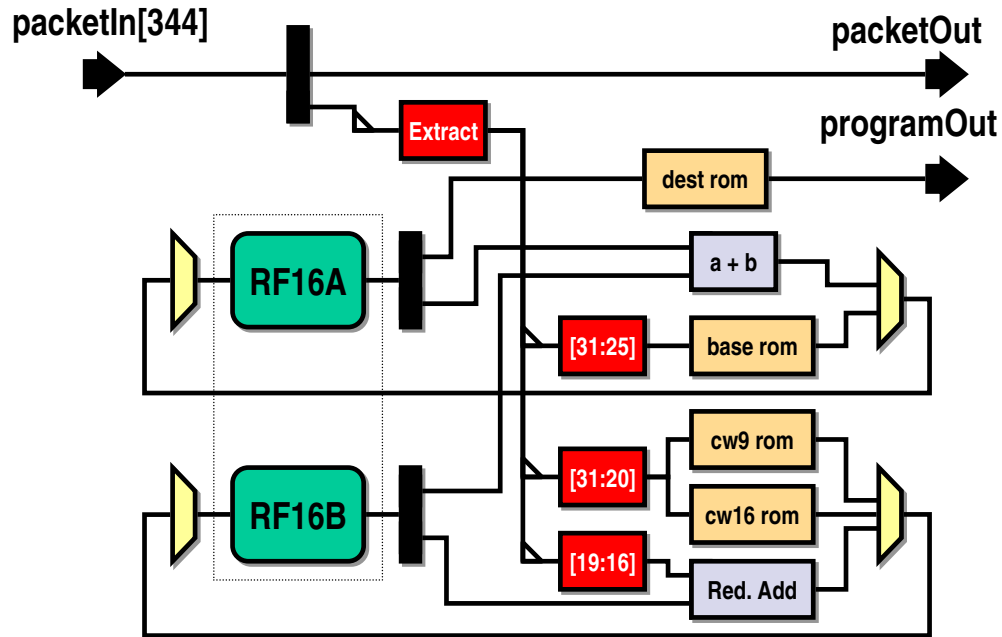 packetIn[344]
packetOut
Extract
programOut
dest rom
RF16A
a + b
[31:25]
base rom
cw9 rom
[31:20]
RF16B
cw16 rom
[19:16]
Red. Add